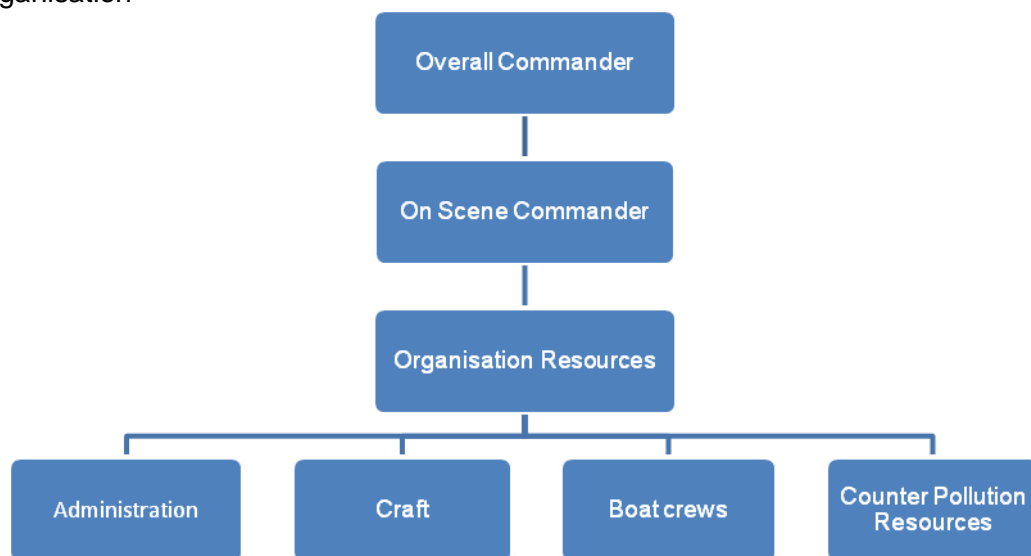 Overall Commander
On Scene Commander
Organisation Resources
Administration
Craft
Boat crews
Counter Pollution
Resources